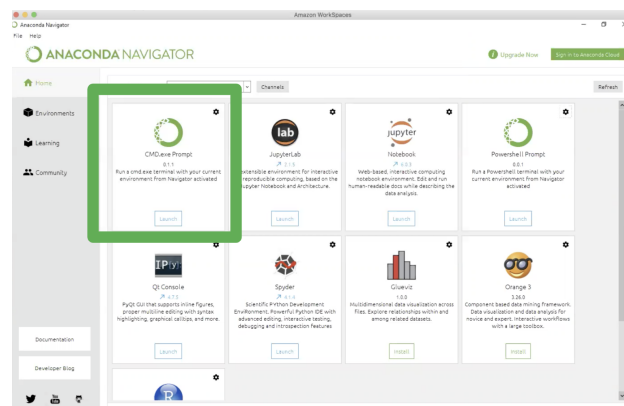 Amazon WorkSpaces
Anaconda Navigator
File Help
ANACONDA NAVIGATOR
Upgrade Now
Sign in to Anaconda Cloud
Home
Channels
Refresh
Environments
Learning
Community
CMD.exe Prompt
0.1.1
Run a cmd.exe terminal with your current
environment from Navigator activated
Launch
lab
JupyterLab
extensible environment for interactive
reproducible computing, based on the
Jupyter Notebook and Architecture.
Launch
jupyter
Notebook
Web-based, interactive computing
notebook environment. Edit and run
human-readable docs while describing the
data analysis.
Launch
Powershell Prompt
0.0.1
Run a Powershell terminal with your
current environment from Navigator
activated
Launch
IP[y]:
Qt Console
4.7.5
PyQt GUI that supports inline figures,
proper multiline editing with syntax
highlighting, graphical calltips, and more.
Launch
Spyder
Scientific PYthon Development
EnviRonment. Powerful Python IDE with
advanced editing, interactive testing,
debugging and introspection features
Launch
Glueviz
1.0.0
Multidimensional data visualization across
files. Explore relationships within and
among related datasets.
Install
Orange 3
3.26.0
Component based data mining framework.
Data visualization and data analysis for
novice and expert. Interactive workflows
with a large toolbox.
Install
Documentation
Developer Blog
R